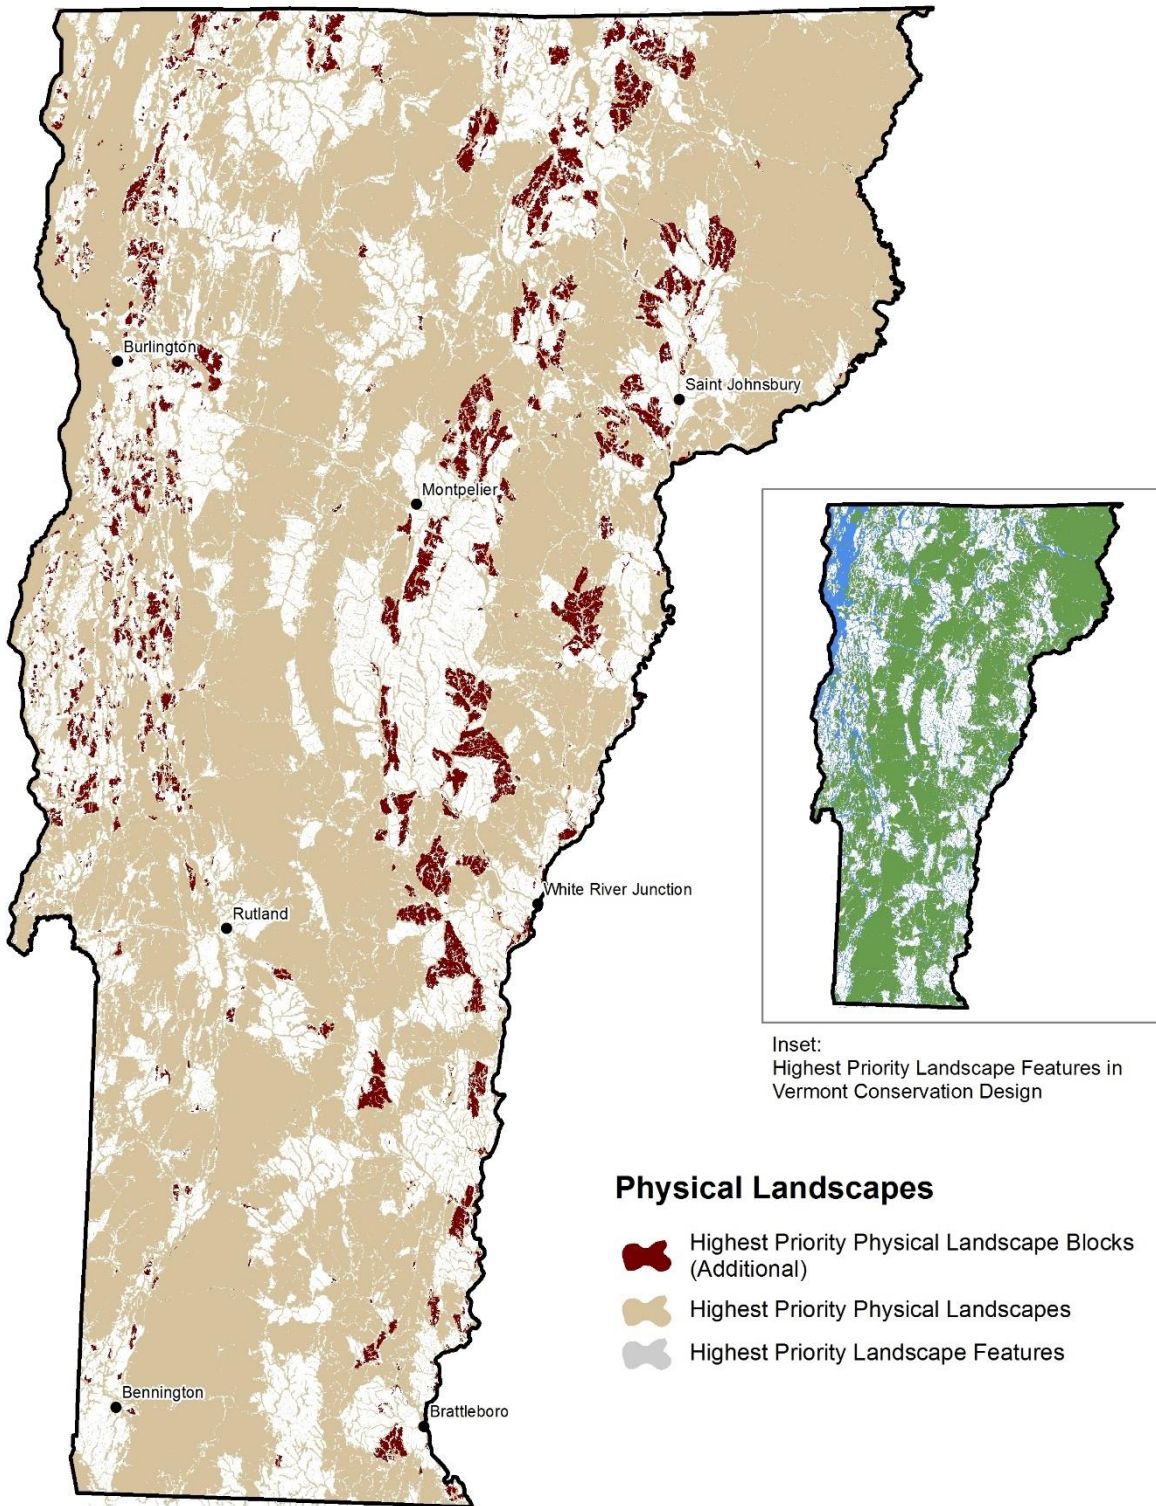 Burlington
Saint Johnsbury
Montpelier
White River Junction
Rutland
Inset:
Highest Priority Landscape Features in
Vermont Conservation Design
Physical Landscapes
Highest Priority Physical Landscape Blocks
(Additional)
Highest Priority Physical Landscapes
Highest Priority Landscape Features
Bennington
Brattleboro